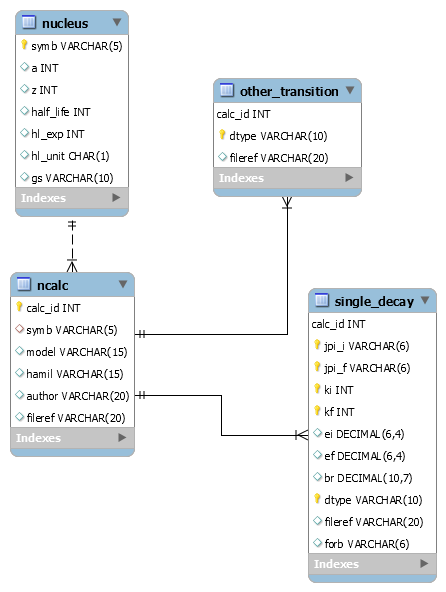 nucleus
symb VARCHAR(5)
a INT
z INT
half_life INT
hl_exp INT
hl_unit CHAR(1)
gs VARCHAR(10)
Indexes
other_transition
calc_id INT
dtype VARCHAR(10)
fileref VARCHAR(20)
Indexes
ncalc
calc_id INT
symb VARCHAR(5)
model VARCHAR(15)
hamil VARCHAR(15)
author VARCHAR(20)
fileref VARCHAR(20)
Indexes
single_decay
calc_id INT
jpi_i VARCHAR(6)
jpi_f VARCHAR(6)
ki INT
kf INT
ei DECIMAL(6,4)
ef DECIMAL(6,4)
br DECIMAL(10,7)
dtype VARCHAR(10)
fileref VARCHAR(20)
forb VARCHAR(6)
Indexes